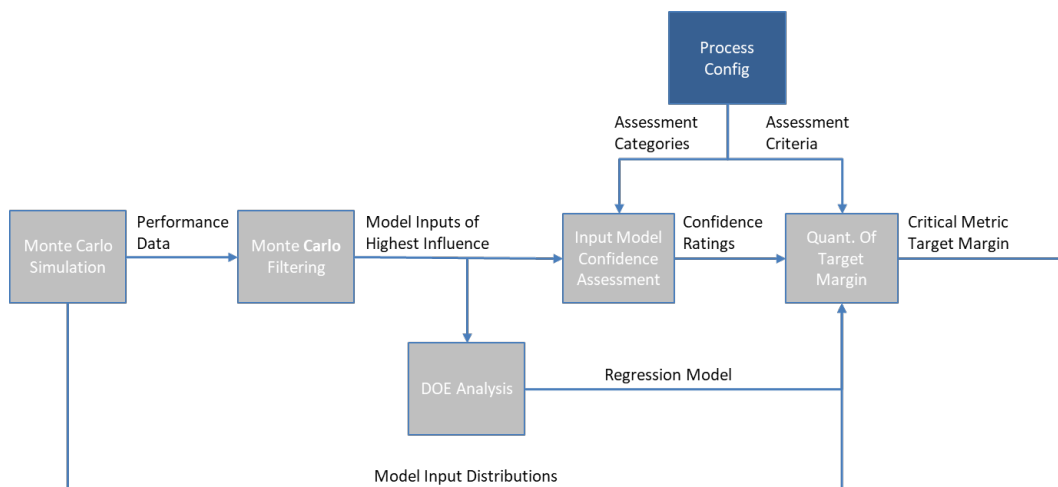 Process
Config
Assessment
Categories
Assessment
Criteria
Monte Carlo
Simulation
Performance
Data
Monte Carlo
Filtering
Model Inputs of
Highest Influence
Input Model
Confidence
Assessment
Confidence
Ratings
Quant. Of
Target
Margin
Critical Metric
Target Margin
DOE Analysis
Regression Model
Model Input Distributions